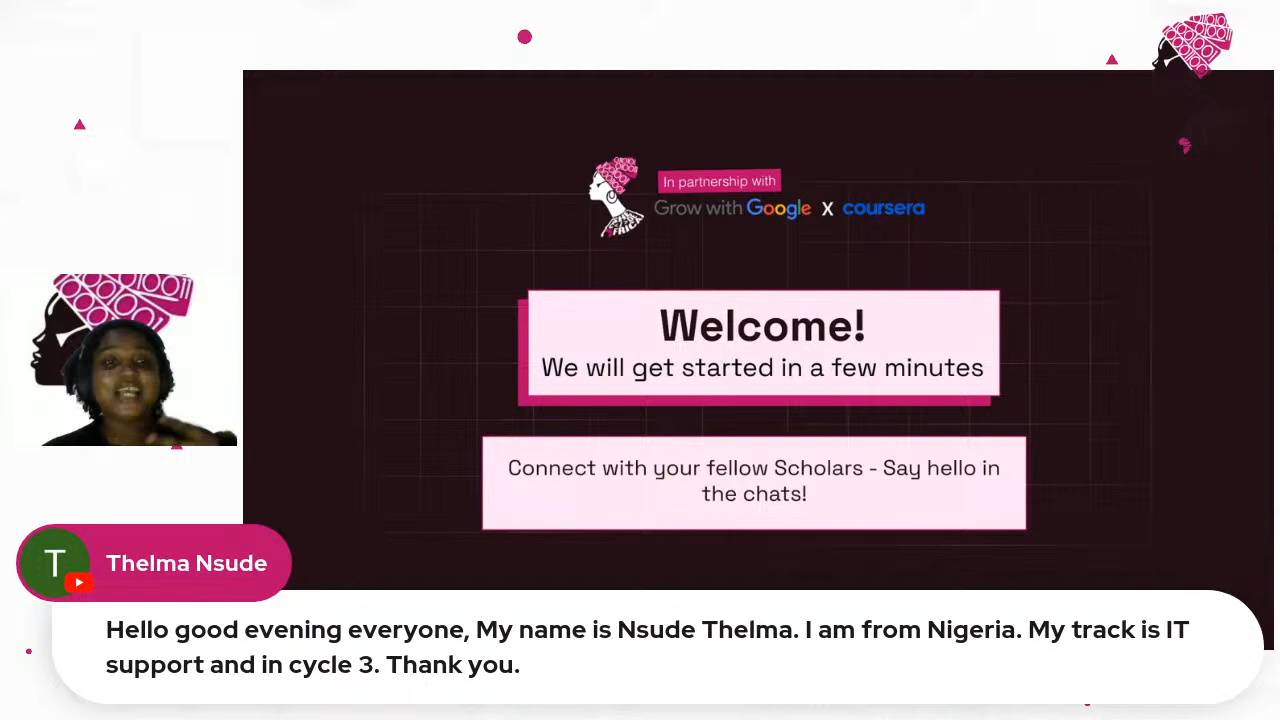 In partnership with
Grow with Google X coursera
Welcome!
We will get started in a few minutes
Connect with your fellow Scholars - Say hello in
the chats!
T
Thelma Nsude
Hello good evening everyone, My name is Nsude Thelma. I am from Nigeria. My track is IT
support and in cycle 3. Thank you.